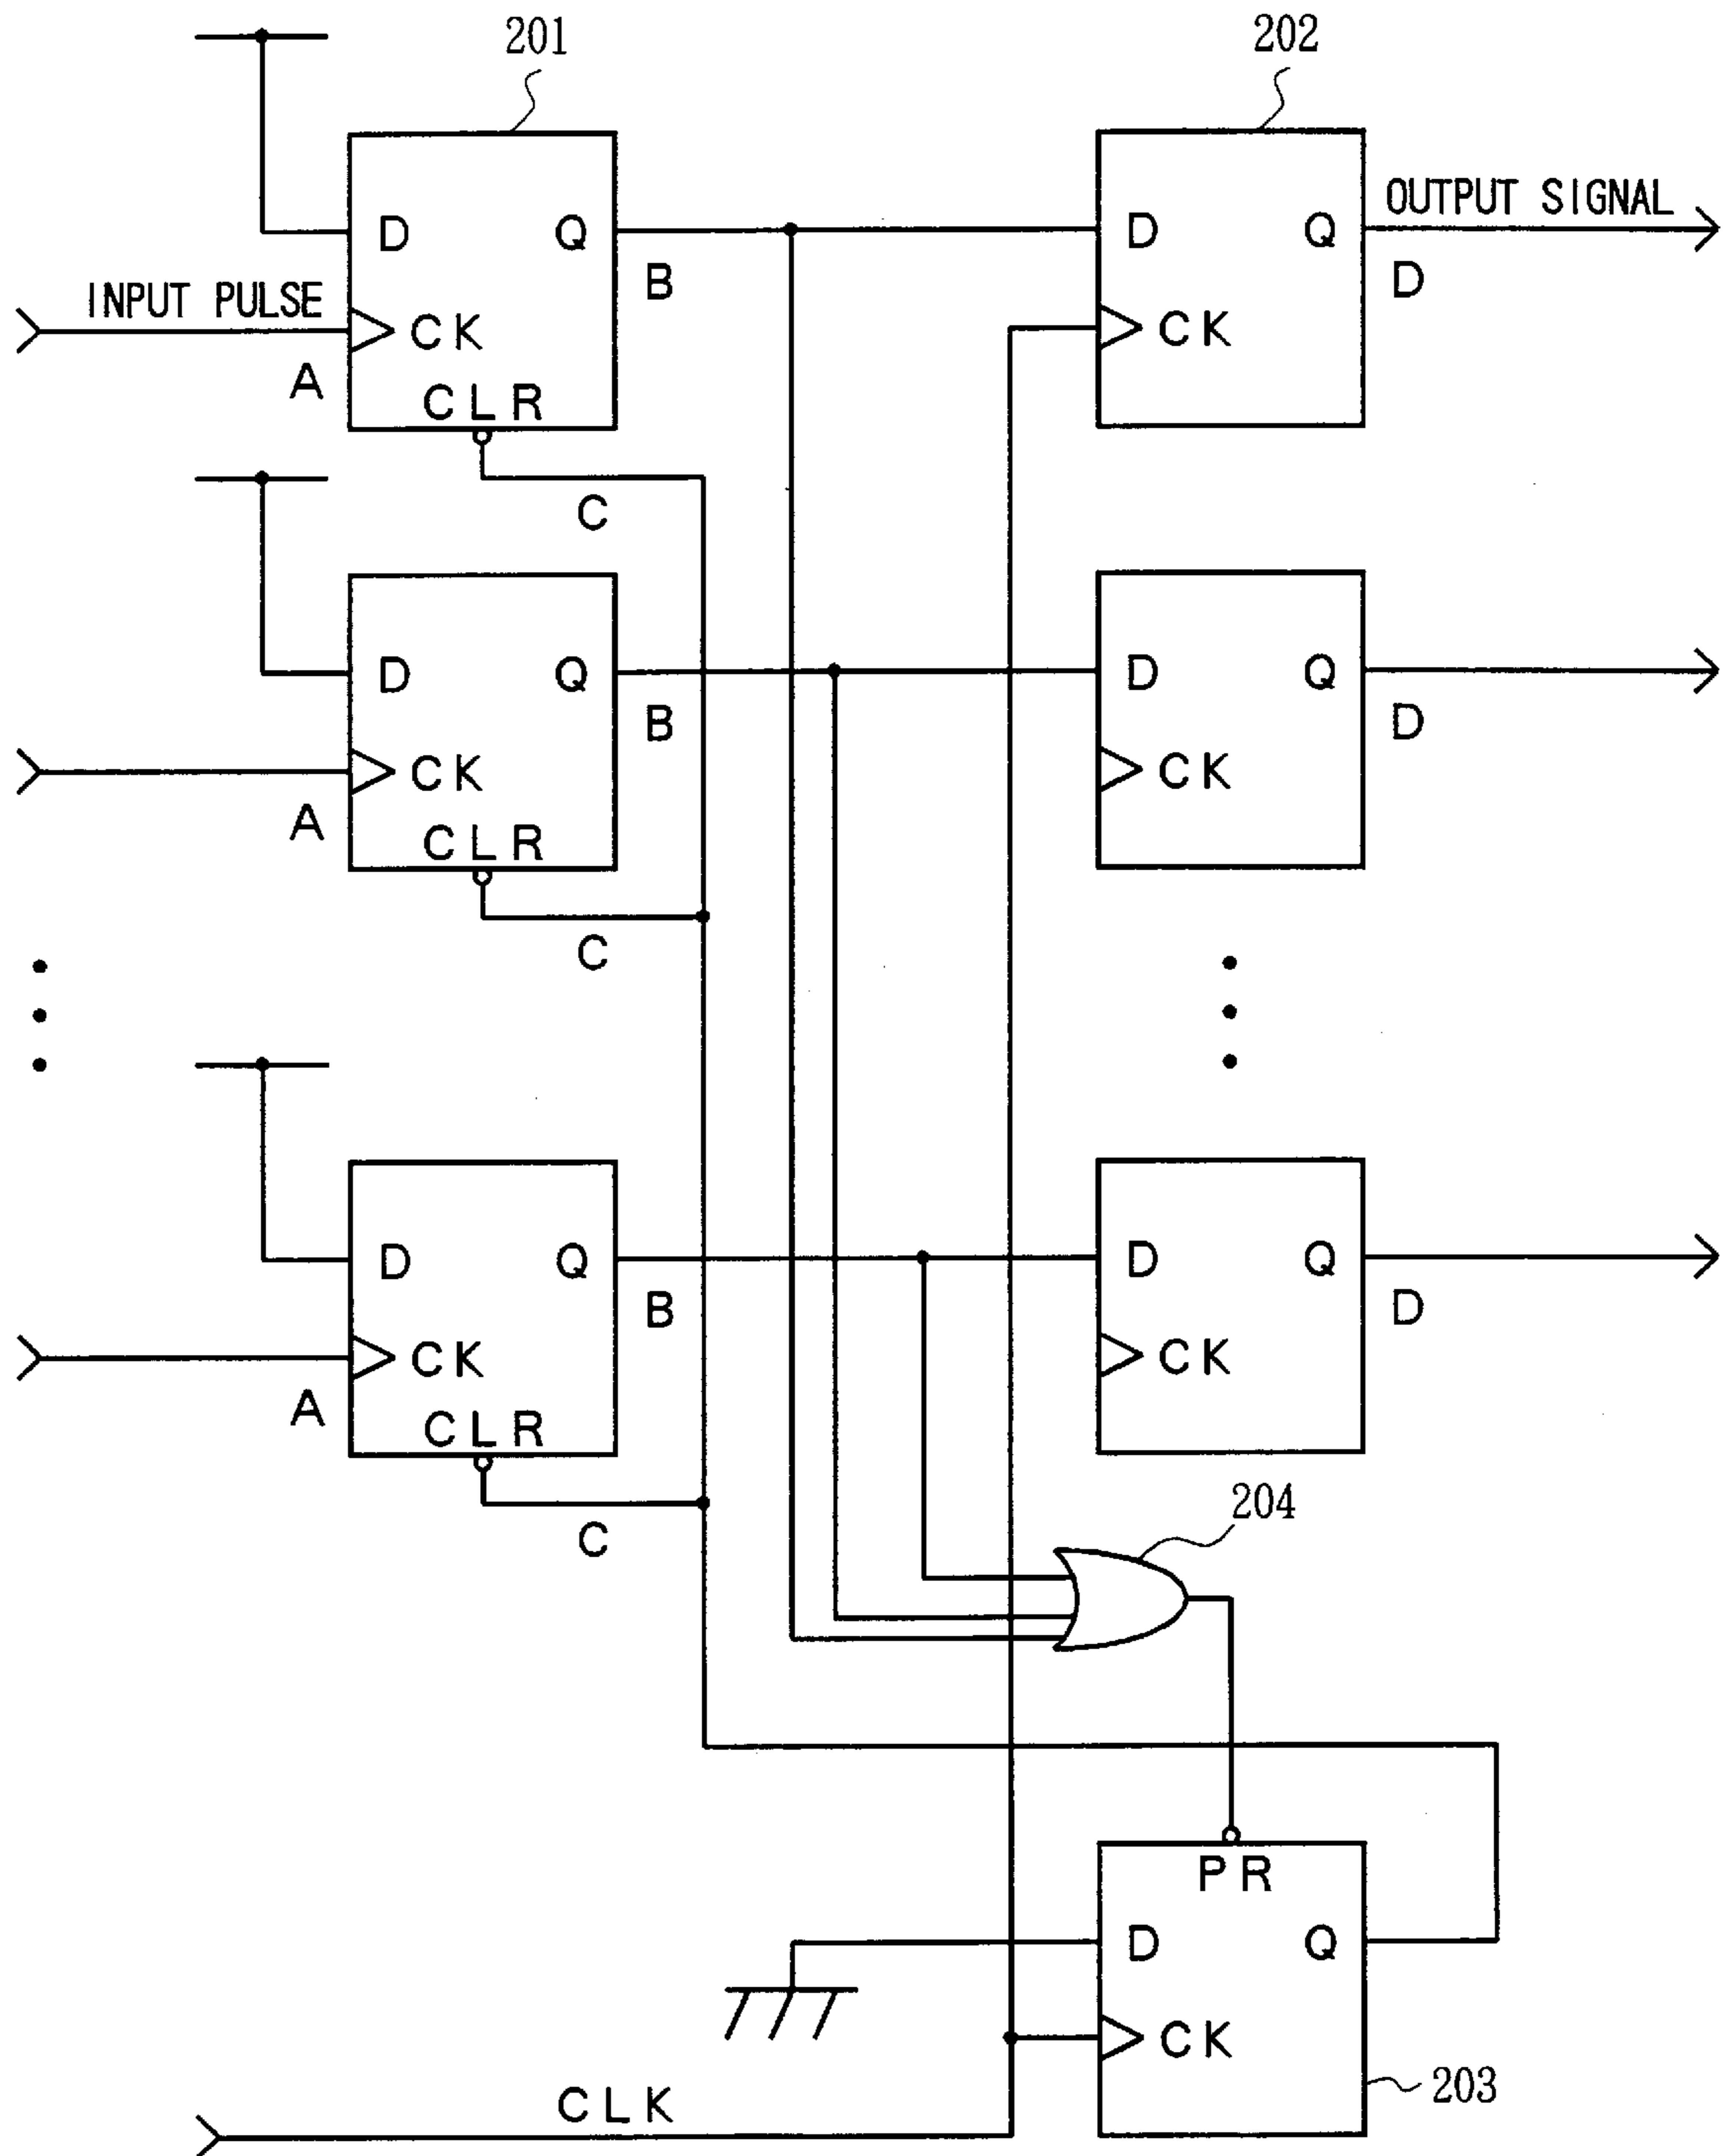 201
202
D Q
D Q
OUTPUT SIGNAL
INPUT PULSE
B
D
CK
CK
A
CLR
C
D Q
D Q
B
D
CK
CK
A
CLR
C
D Q
D Q
B
D
CK
CK
A
CLR
204
C
PR
D Q
CK
203
CLK